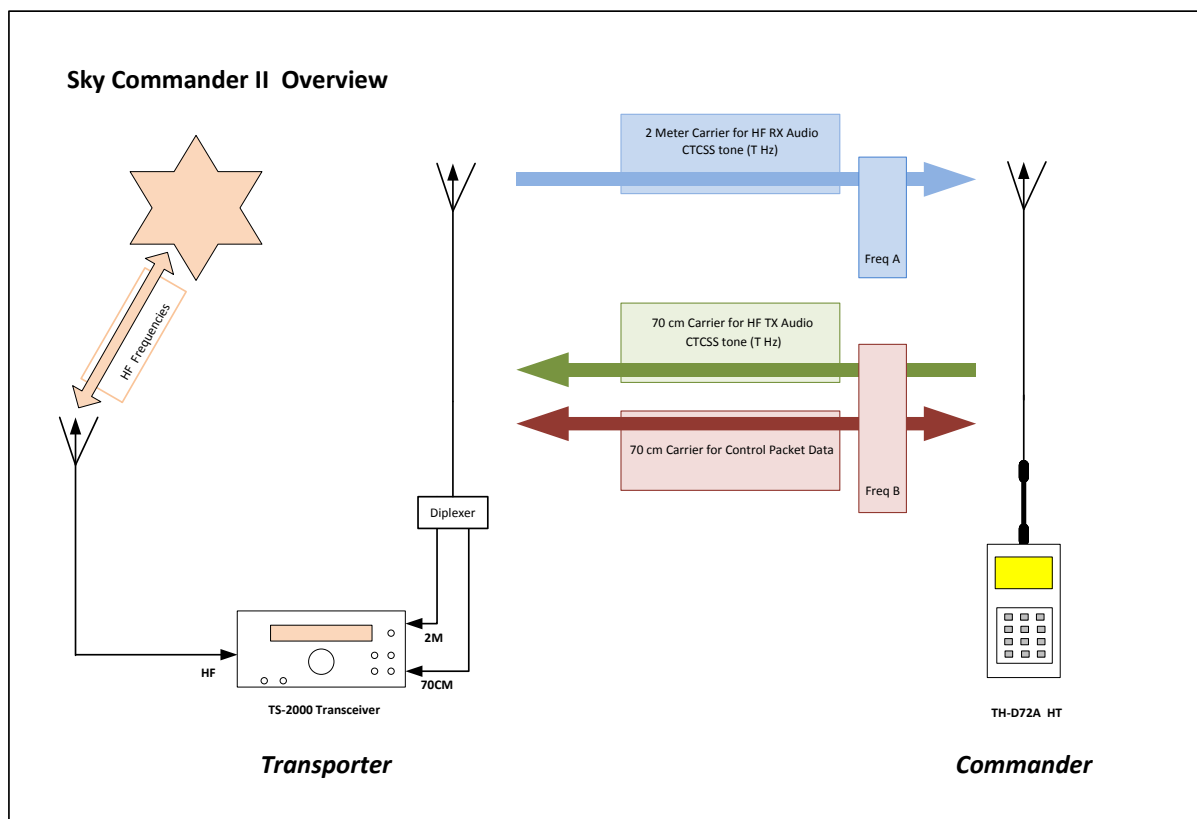 Sky Commander II  Overview
2 Meter Carrier for HF RX Audio
CTCSS tone (T Hz)
Freq A
HF  Frequencies
70 cm Carrier for HF TX Audio
CTCSS tone (T Hz)
70 cm Carrier for Control Packet Data
Freq B
Diplexer
2M
HF
70CM
TS-2000 Transceiver
TH-D72A  HT
Transporter
Commander